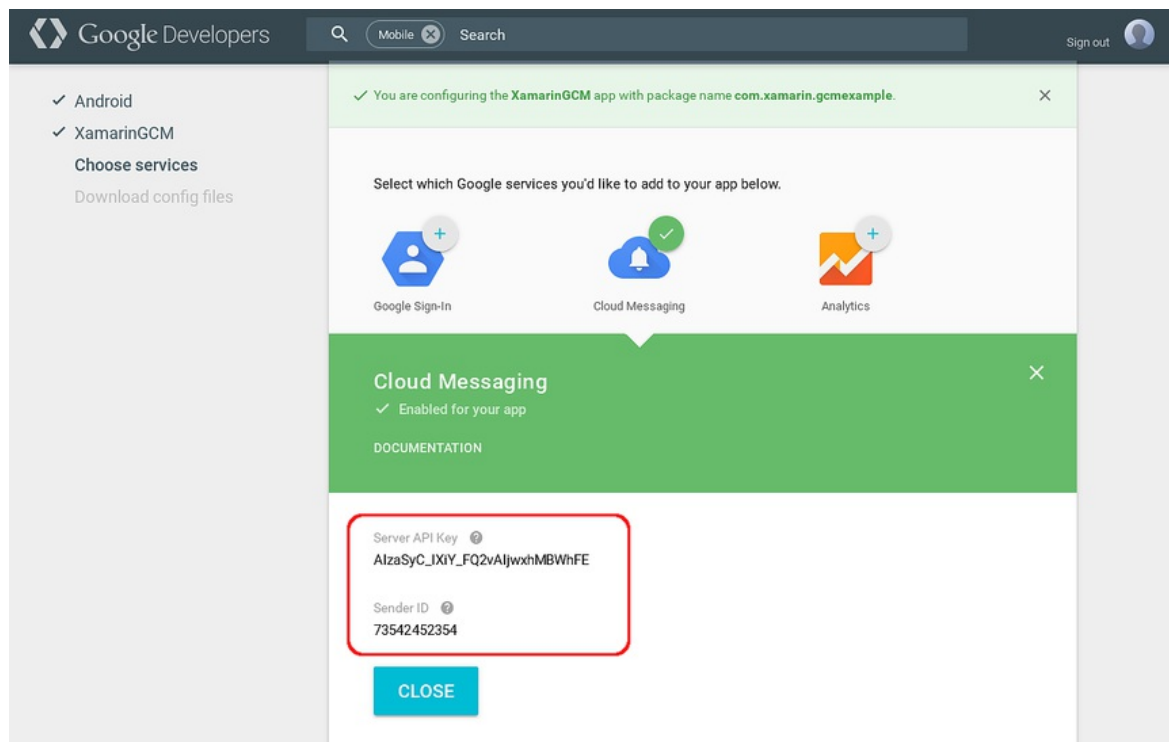 Google Developers
Mobile
Search
Sign out
Android
XamarinGCM
Choose services
Download config files
You are configuring the XamarinGCM app with package name com.xamarin.gcmexample.
Select which Google services you'd like to add to your app below.
Google Sign-In
Cloud Messaging
Analytics
Cloud Messaging
Enabled for your app
DOCUMENTATION
Server API Key
AIzaSyC_IXiY_FQ2vAIjwxhMBWhFE
Sender ID
73542452354
CLOSE